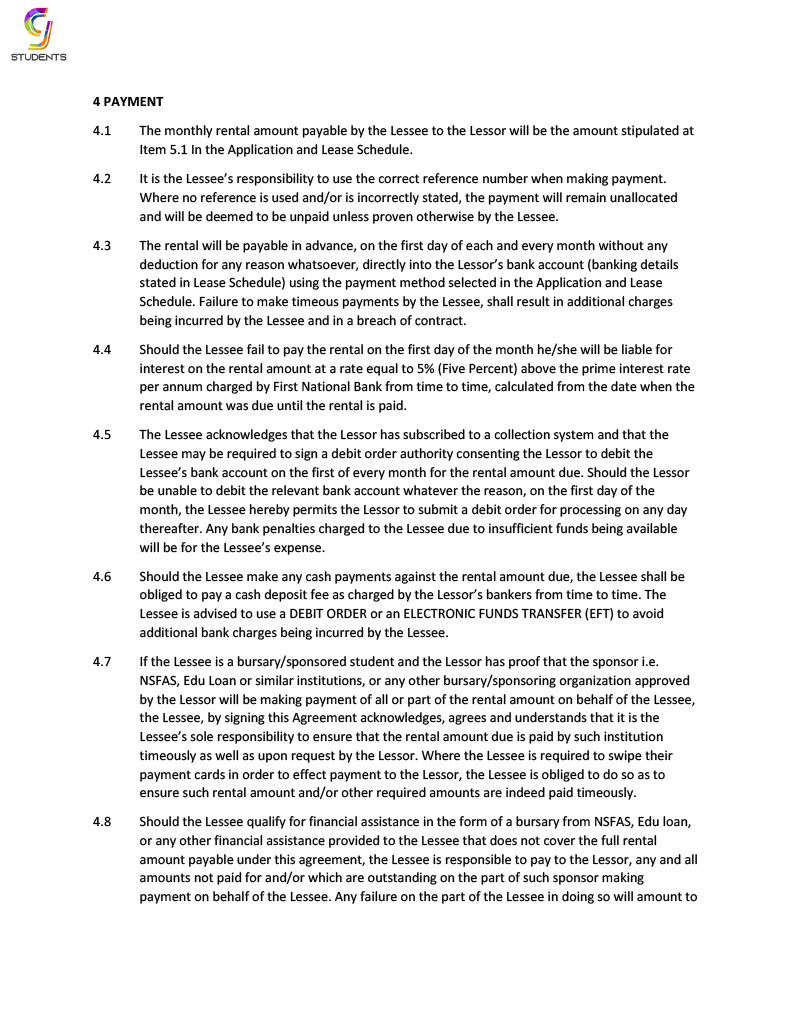 STUDENTS
4 PAYMENT
4.1 The monthly rental amount payable by the Lessee to the Lessor will be the amount stipulated at
Item 5.1 In the Application and Lease Schedule.
4.2 It is the Lessee's responsibility to use the correct reference number when making payment.
Where no reference is used and/or is incorrectly stated, the payment will remain unallocated
and will be deemed to be unpaid unless proven otherwise by the Lessee.
4.3 The rental will be payable in advance, on the first day of each and every month without any
deduction for any reason whatsoever, directly into the Lessor's bank account (banking details
stated in Lease Schedule) using the payment method selected in the Application and Lease
Schedule. Failure to make timeous payments by the Lessee, shall result in additional charges
being incurred by the Lessee and in a breach of contract.
4.4 Should the Lessee fail to pay the rental on the first day of the month he/she will be liable for
interest on the rental amount at a rate equal to 5% (Five Percent) above the prime interest rate
per annum charged by First National Bank from time to time, calculated from the date when the
rental amount was due until the rental is paid.
4.5 The Lessee acknowledges that the Lessor has subscribed to a collection system and that the
Lessee may be required to sign a debit order authority consenting the Lessor to debit the
Lessee's bank account on the first of every month for the rental amount due. Should the Lessor
be unable to debit the relevant bank account whatever the reason, on the first day of the
month, the Lessee hereby permits the Lessor to submit a debit order for processing on any day
thereafter. Any bank penalties charged to the Lessee due to insufficient funds being available
will be for the Lessee's expense.
4.6 Should the Lessee make any cash payments against the rental amount due, the Lessee shall be
obliged to pay a cash deposit fee as charged by the Lessor's bankers from time to time. The
Lessee is advised to use a DEBIT ORDER or an ELECTRONIC FUNDS TRANSFER (EFT) to avoid
additional bank charges being incurred by the Lessee.
4.7 If the Lessee is a bursary/sponsored student and the Lessor has proof that the sponsor i.e.
NSFAS, Edu Loan or similar institutions, or any other bursary/sponsoring organization approved
by the Lessor will be making payment of all or part of the rental amount on behalf of the Lessee,
the Lessee, by signing this Agreement acknowledges, agrees and understands that it is the
Lessee's sole responsibility to ensure that the rental amount due is paid by such institution
timeously as well as upon request by the Lessor. Where the Lessee is required to swipe their
payment cards in order to effect payment to the Lessor, the Lessee is obliged to do so as to
ensure such rental amount and/or other required amounts are indeed paid timeously.
4.8 Should the Lessee qualify for financial assistance in the form of a bursary from NSFAS, Edu loan,
or any other financial assistance provided to the Lessee that does not cover the full rental
amount payable under this agreement, the Lessee is responsible to pay to the Lessor, any and all
amounts not paid for and/or which are outstanding on the part of such sponsor making
payment on behalf of the Lessee. Any failure on the part of the Lessee in doing so will amount to